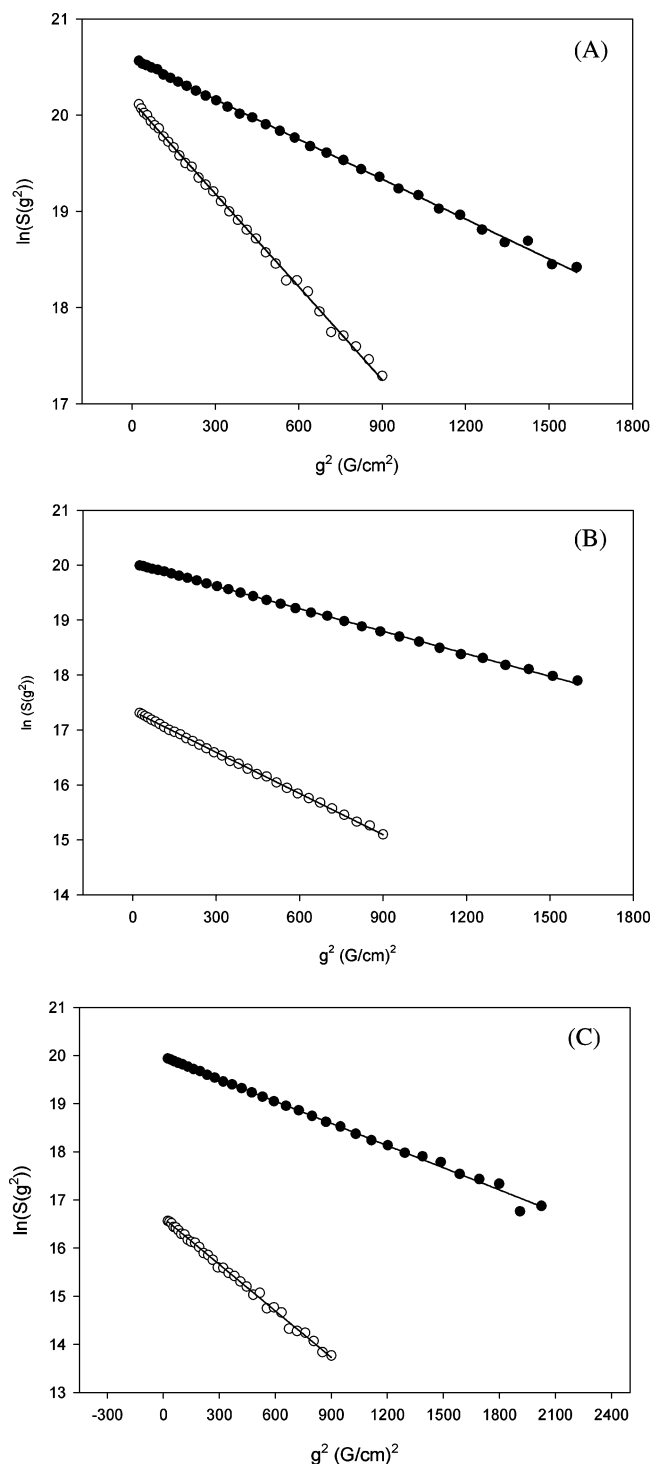 (A)
21
20
19
18
17
ln(S(g²))
0 300 600 900 1200 1500 1800
g² (G/cm²)
(B)
21
20
19
18
17
16
15
14
ln (S(g²))
0 300 600 900 1200 1500 1800
g² (G/cm)²
(C)
21
20
19
18
17
16
15
14
13
ln(S(g²))
-300 0 300 600 900 1200 1500 1800 2100 2400
g² (G/cm)²